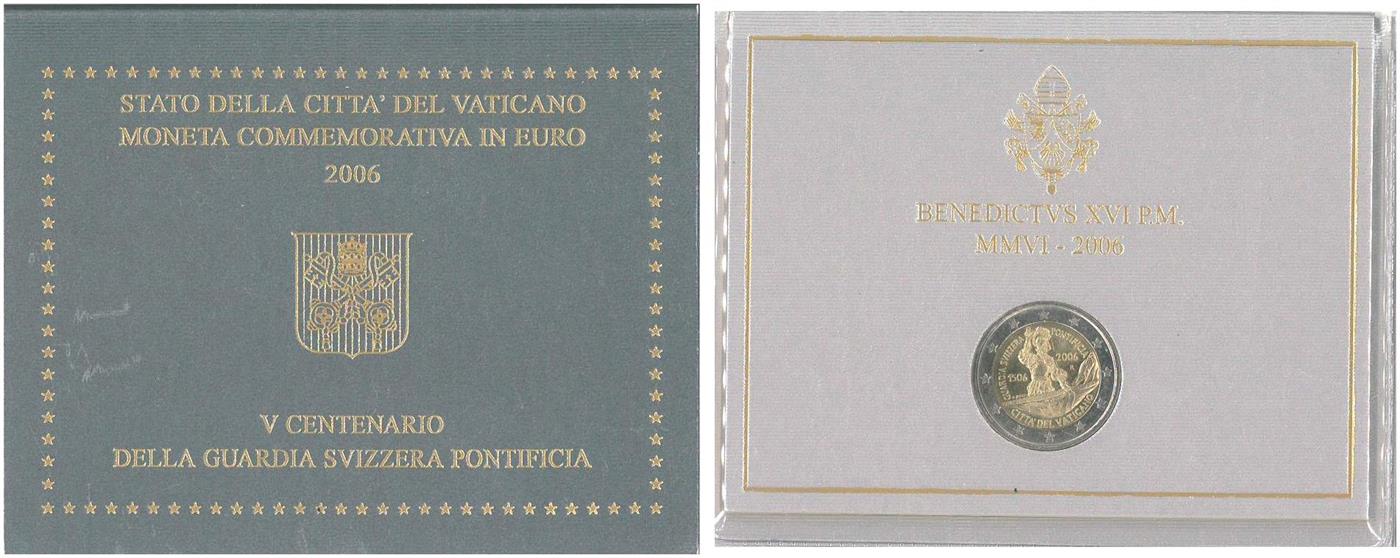 STATO DELLA CITTA' DEL VATICANO
MONETA COMMEMORATIVA IN EURO
2006
V CENTENARIO
DELLA GUARDIA SVIZZERA PONTIFICIA
BENEDICTVS XVI P.M.
MMVI - 2006
GUARDIA SVIZZERA PONTIFICIA
1506
2006
R
CITTA' DEL VATICANO